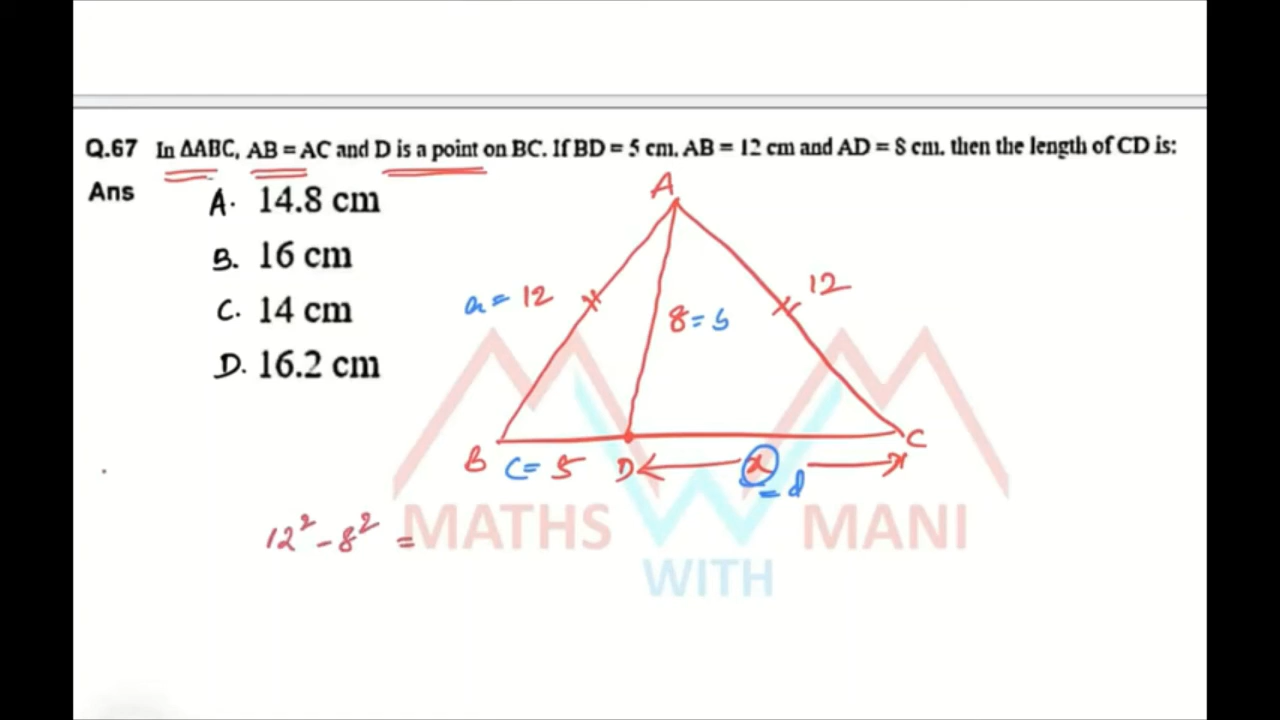 Q.67 In ΔABC, AB = AC and D is a point on BC. If BD = 5 cm, AB = 12 cm and AD = 8 cm, then the length of CD is:
Ans
A. 14.8 cm
B. 16 cm
C. 14 cm
D. 16.2 cm
A
a = 12
12
8 = b
B C = 5 D x C
= d
12² - 8² =
MATHS
WITH
MANI